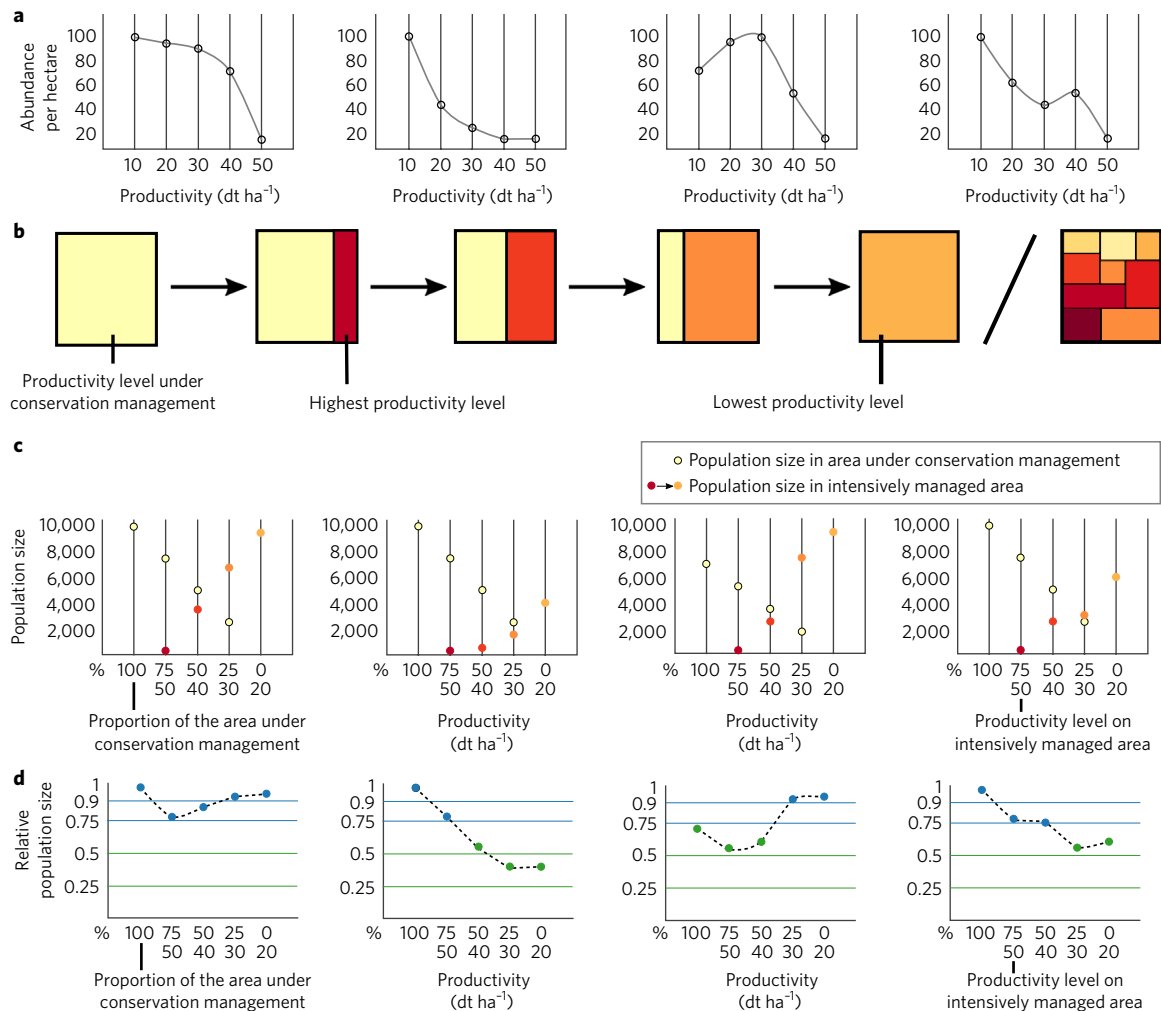 a
Abundance
per hectare
100
80
60
40
20
10 20 30 40 50
Productivity (dt ha⁻¹)
100
80
60
40
20
10 20 30 40 50
Productivity (dt ha⁻¹)
100
80
60
40
20
10 20 30 40 50
Productivity (dt ha⁻¹)
100
80
60
40
20
10 20 30 40 50
Productivity (dt ha⁻¹)
b
Productivity level under
conservation management
Highest productivity level
Lowest productivity level
c
Population size in area under conservation management
Population size in intensively managed area
Population size
10,000
8,000
6,000
4,000
2,000
% 100 75 50 25 0
50 40 30 20
Proportion of the area under
conservation management
10,000
8,000
6,000
4,000
2,000
% 100 75 50 25 0
50 40 30 20
Productivity
(dt ha⁻¹)
10,000
8,000
6,000
4,000
2,000
% 100 75 50 25 0
50 40 30 20
Productivity
(dt ha⁻¹)
10,000
8,000
6,000
4,000
2,000
% 100 75 50 25 0
50 40 30 20
Productivity level on
intensively managed area
d
Relative
population size
1
0.9
0.75
0.5
0.25
% 100 75 50 25 0
50 40 30 20
Proportion of the area under
conservation management
1
0.9
0.75
0.5
0.25
% 100 75 50 25 0
50 40 30 20
Productivity
(dt ha⁻¹)
1
0.9
0.75
0.5
0.25
% 100 75 50 25 0
50 40 30 20
Productivity
(dt ha⁻¹)
1
0.9
0.75
0.5
0.25
% 100 75 50 25 0
50 40 30 20
Productivity level on
intensively managed area